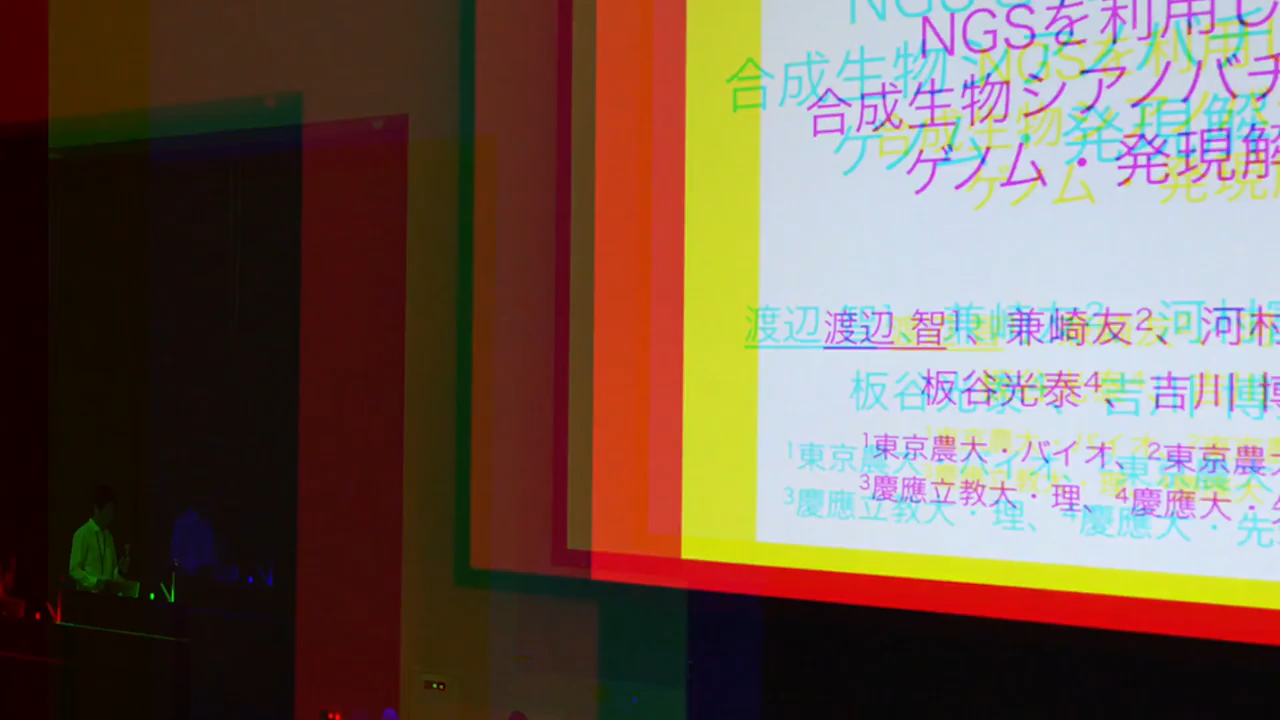 NGSを利用し
合成生物シアノバチ
ゲノム・発現解
渡辺 智¹、兼崎友²、河村
板谷光泰⁴、吉川 博
¹東京農大・バイオ、²東京農大
³慶應立教大・理、⁴慶應大・先